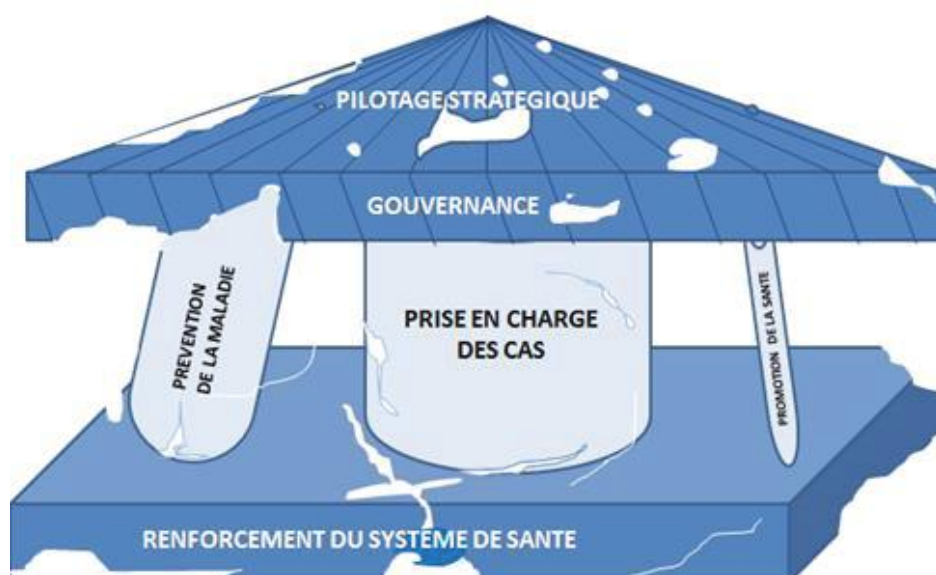 PILOTAGE STRATEGIQUE
GOUVERNANCE
PREVENTION
DE LA MALADIE
PRISE EN CHARGE
DES CAS
PROMOTION DE LA SANTE
RENFORCEMENT DU SYSTÈME DE SANTE